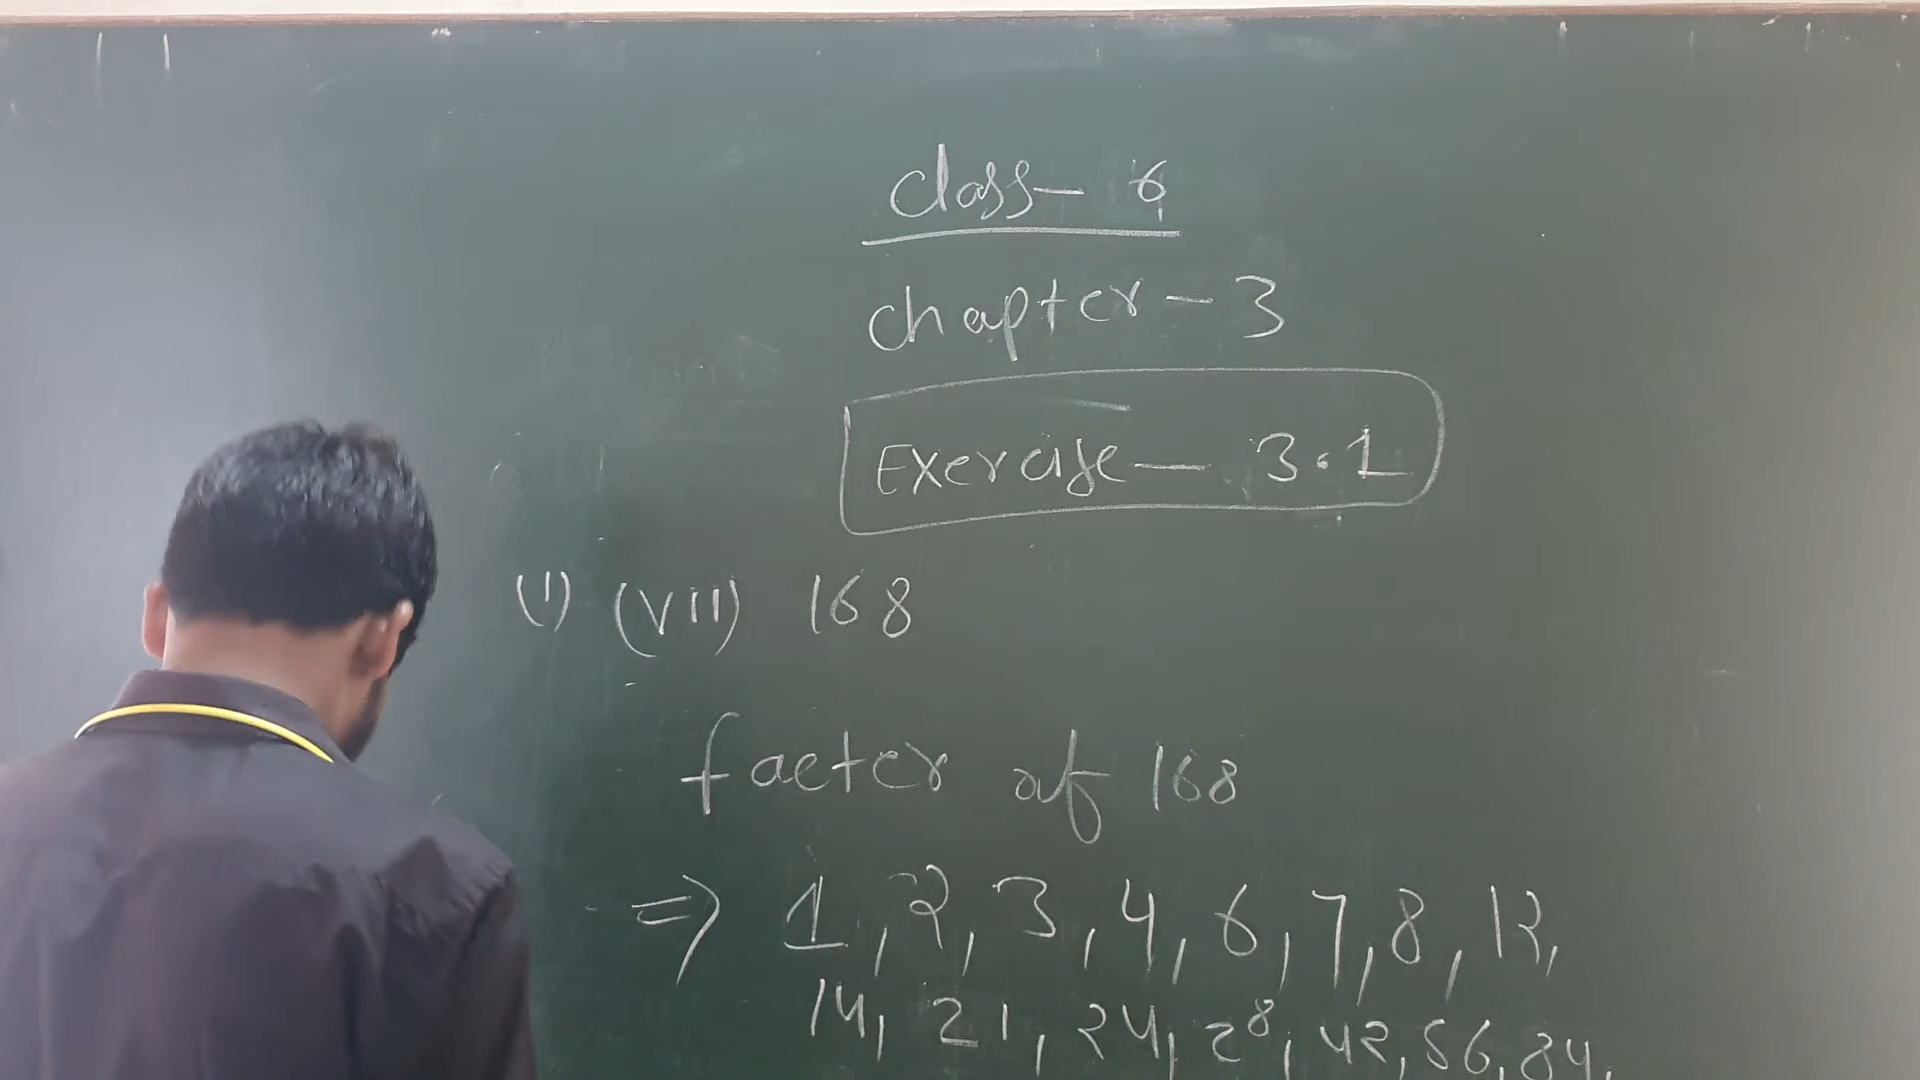 class- 6
chapter-3
Exercise- 3.1
(1) (VII) 168
facter of 168
⇒ 1, 2, 3, 4, 6, 7, 8, 12,
14, 21, 24, 28, 42, 56, 84,